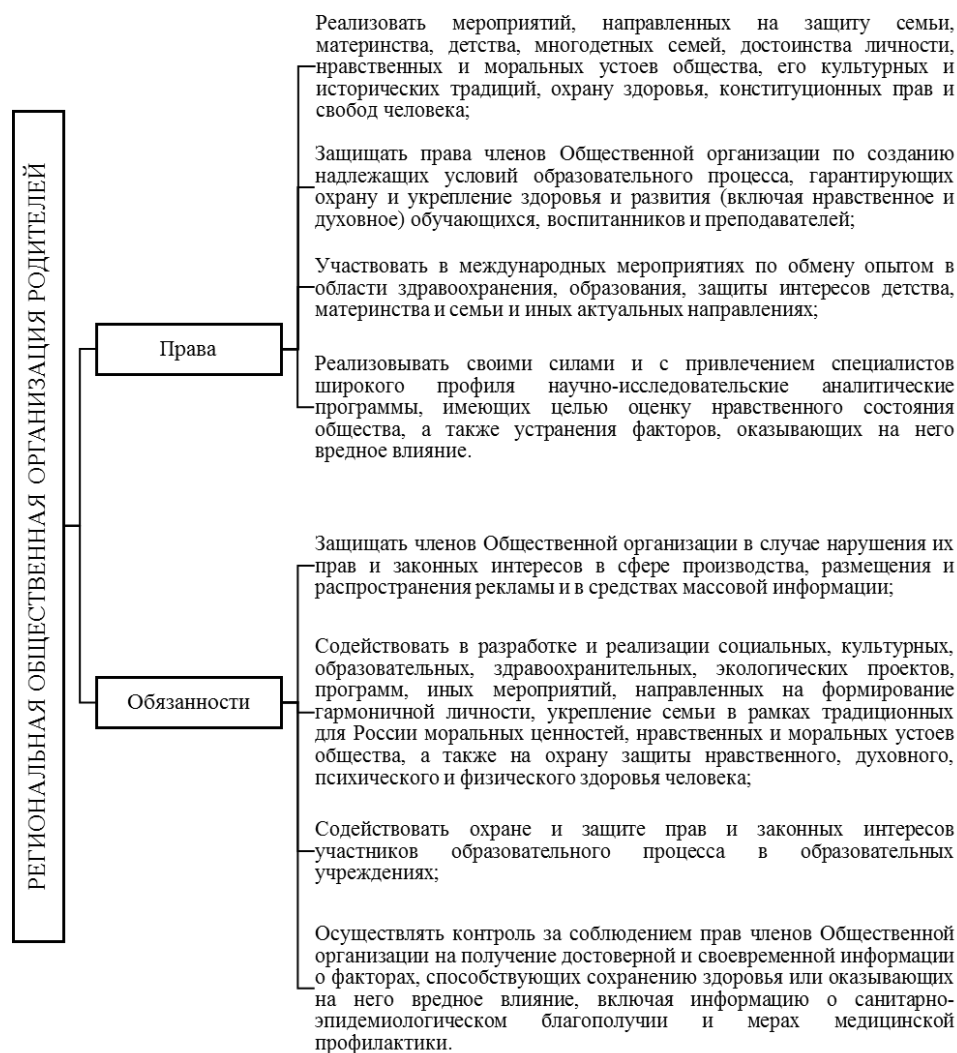 РЕГИОНАЛЬНАЯ ОБЩЕСТВЕННАЯ ОРГАНИЗАЦИЯ РОДИТЕЛЕЙ
Права
Реализовать мероприятий, направленных на защиту семьи,
материнства, детства, многодетных семей, достоинства личности,
нравственных и моральных устоев общества, его культурных и
исторических традиций, охрану здоровья, конституционных прав и
свобод человека;
Защищать права членов Общественной организации по созданию
надлежащих условий образовательного процесса, гарантирующих
охрану и укрепление здоровья и развития (включая нравственное и
духовное) обучающихся, воспитанников и преподавателей;
Участвовать в международных мероприятиях по обмену опытом в
области здравоохранения, образования, защиты интересов детства,
материнства и семьи и иных актуальных направлениях;
Реализовывать своими силами и с привлечением специалистов
широкого профиля научно-исследовательские аналитические
программы, имеющих целью оценку нравственного состояния
общества, а также устранения факторов, оказывающих на него
вредное влияние.
Обязанности
Защищать членов Общественной организации в случае нарушения их
прав и законных интересов в сфере производства, размещения и
распространения рекламы и в средствах массовой информации;
Содействовать в разработке и реализации социальных, культурных,
образовательных, здравоохранительных, экологических проектов,
программ, иных мероприятий, направленных на формирование
гармоничной личности, укрепление семьи в рамках традиционных
для России моральных ценностей, нравственных и моральных устоев
общества, а также на охрану защиты нравственного, духовного,
психического и физического здоровья человека;
Содействовать охране и защите прав и законных интересов
участников образовательного процесса в образовательных
учреждениях;
Осуществлять контроль за соблюдением прав членов Общественной
организации на получение достоверной и своевременной информации
о факторах, способствующих сохранению здоровья или оказывающих
на него вредное влияние, включая информацию о санитарно-
эпидемиологическом благополучии и мерах медицинской
профилактики.